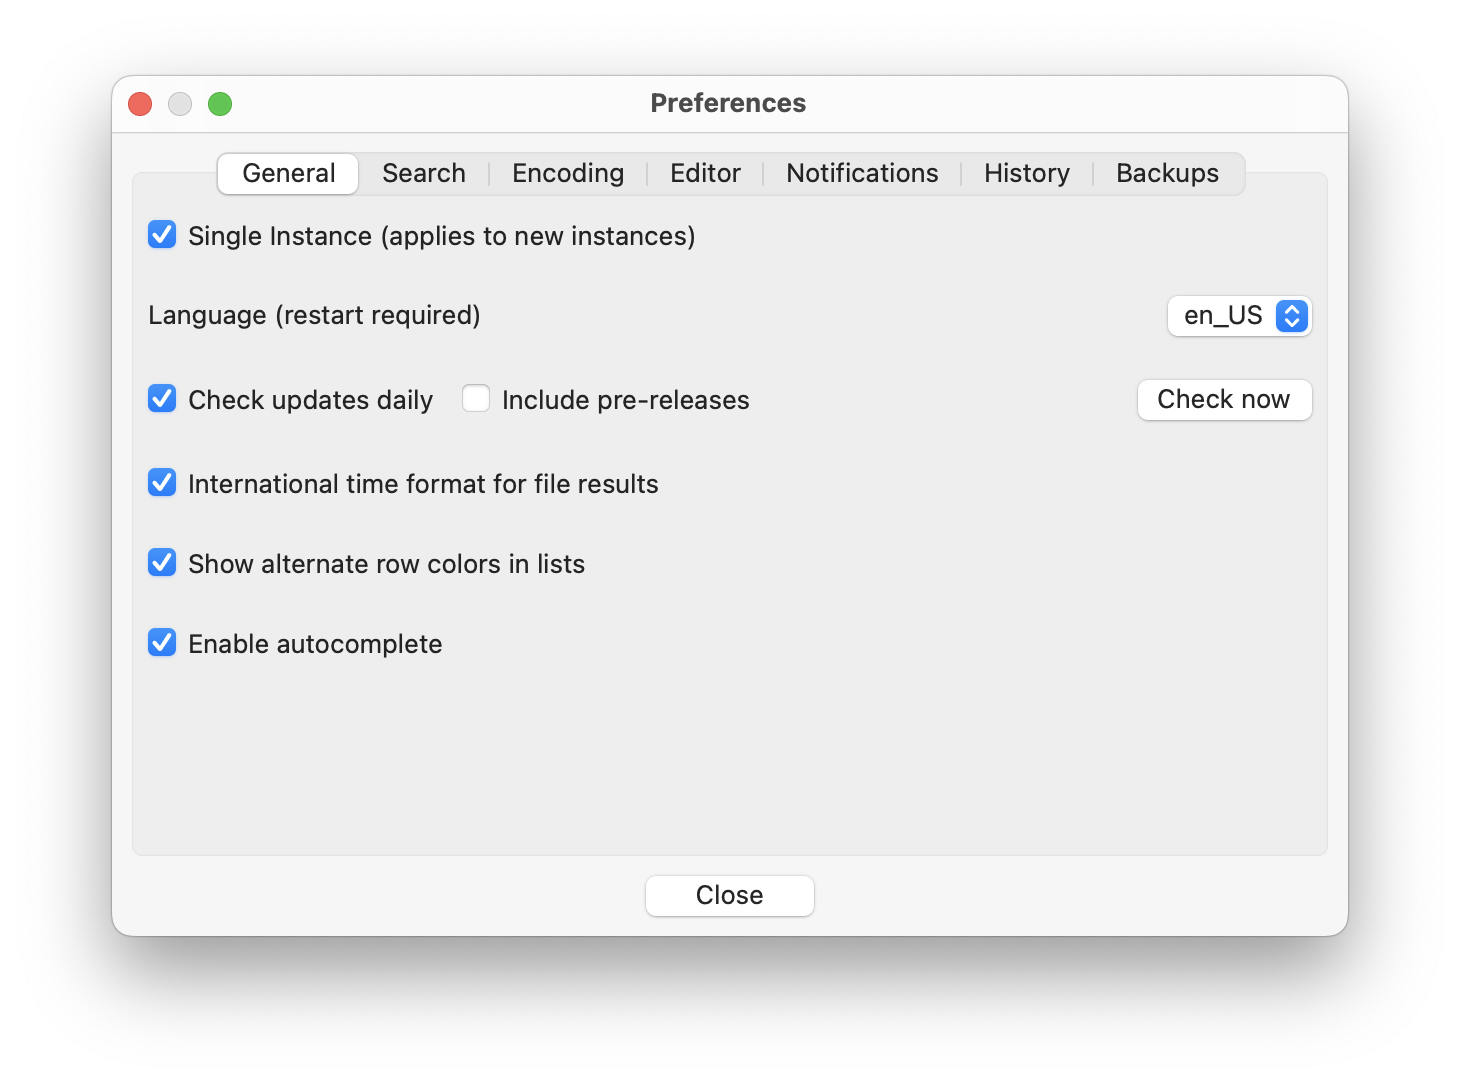 Preferences
General Search Encoding Editor Notifications History Backups
Single Instance (applies to new instances)
Language (restart required) en_US
Check updates daily Include pre-releases Check now
International time format for file results
Show alternate row colors in lists
Enable autocomplete
Close